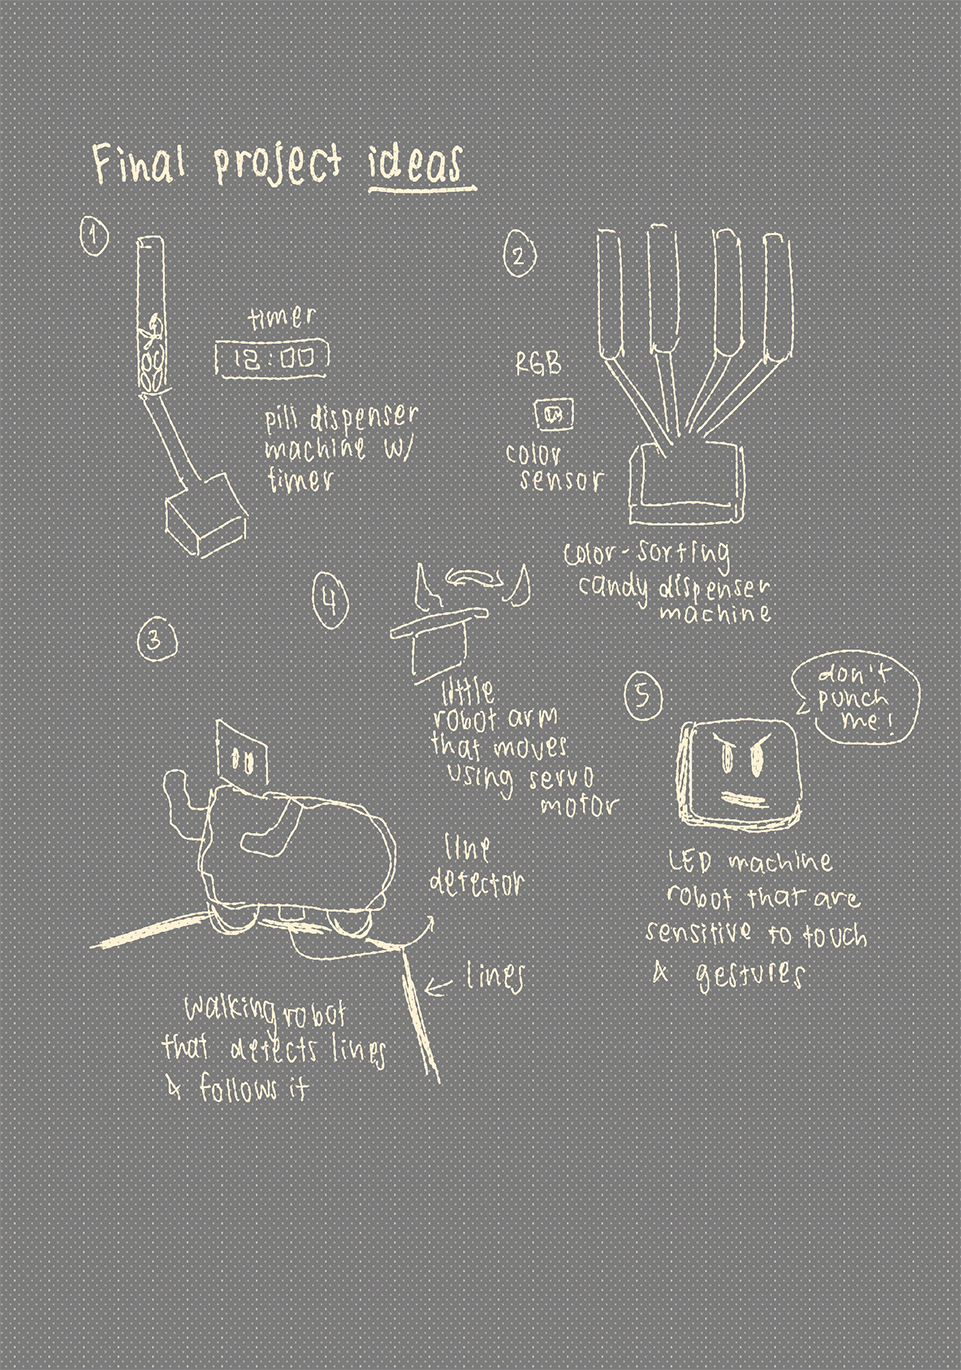 Final project ideas
1
timer
12:00
pill dispenser
machine w/
timer
2
RGB
color
sensor
color-sorting
candy dispenser
machine
3
line
detector
lines
walking robot
that detects lines
& follows it
4
little
robot arm
that moves
using servo
motor
5
don't
punch
me!
LED machine
robot that are
sensitive to touch
& gestures